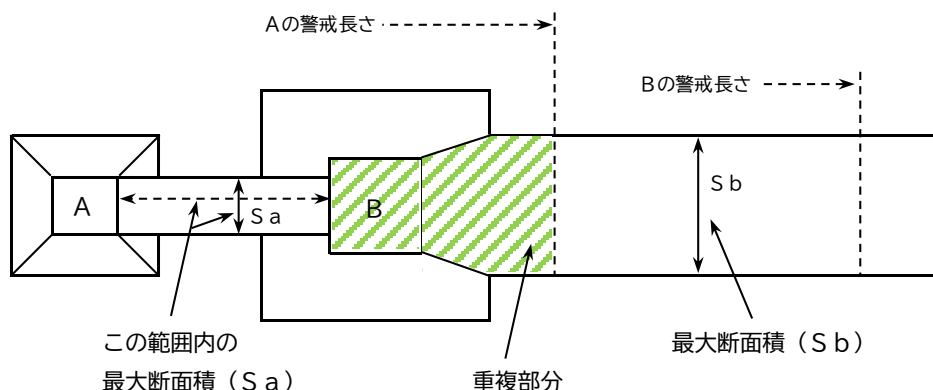 Aの警戒長さ
Bの警戒長さ
A
Sa
B
Sb
この範囲内の
最大断面積(Sa)
重複部分
最大断面積(Sb)